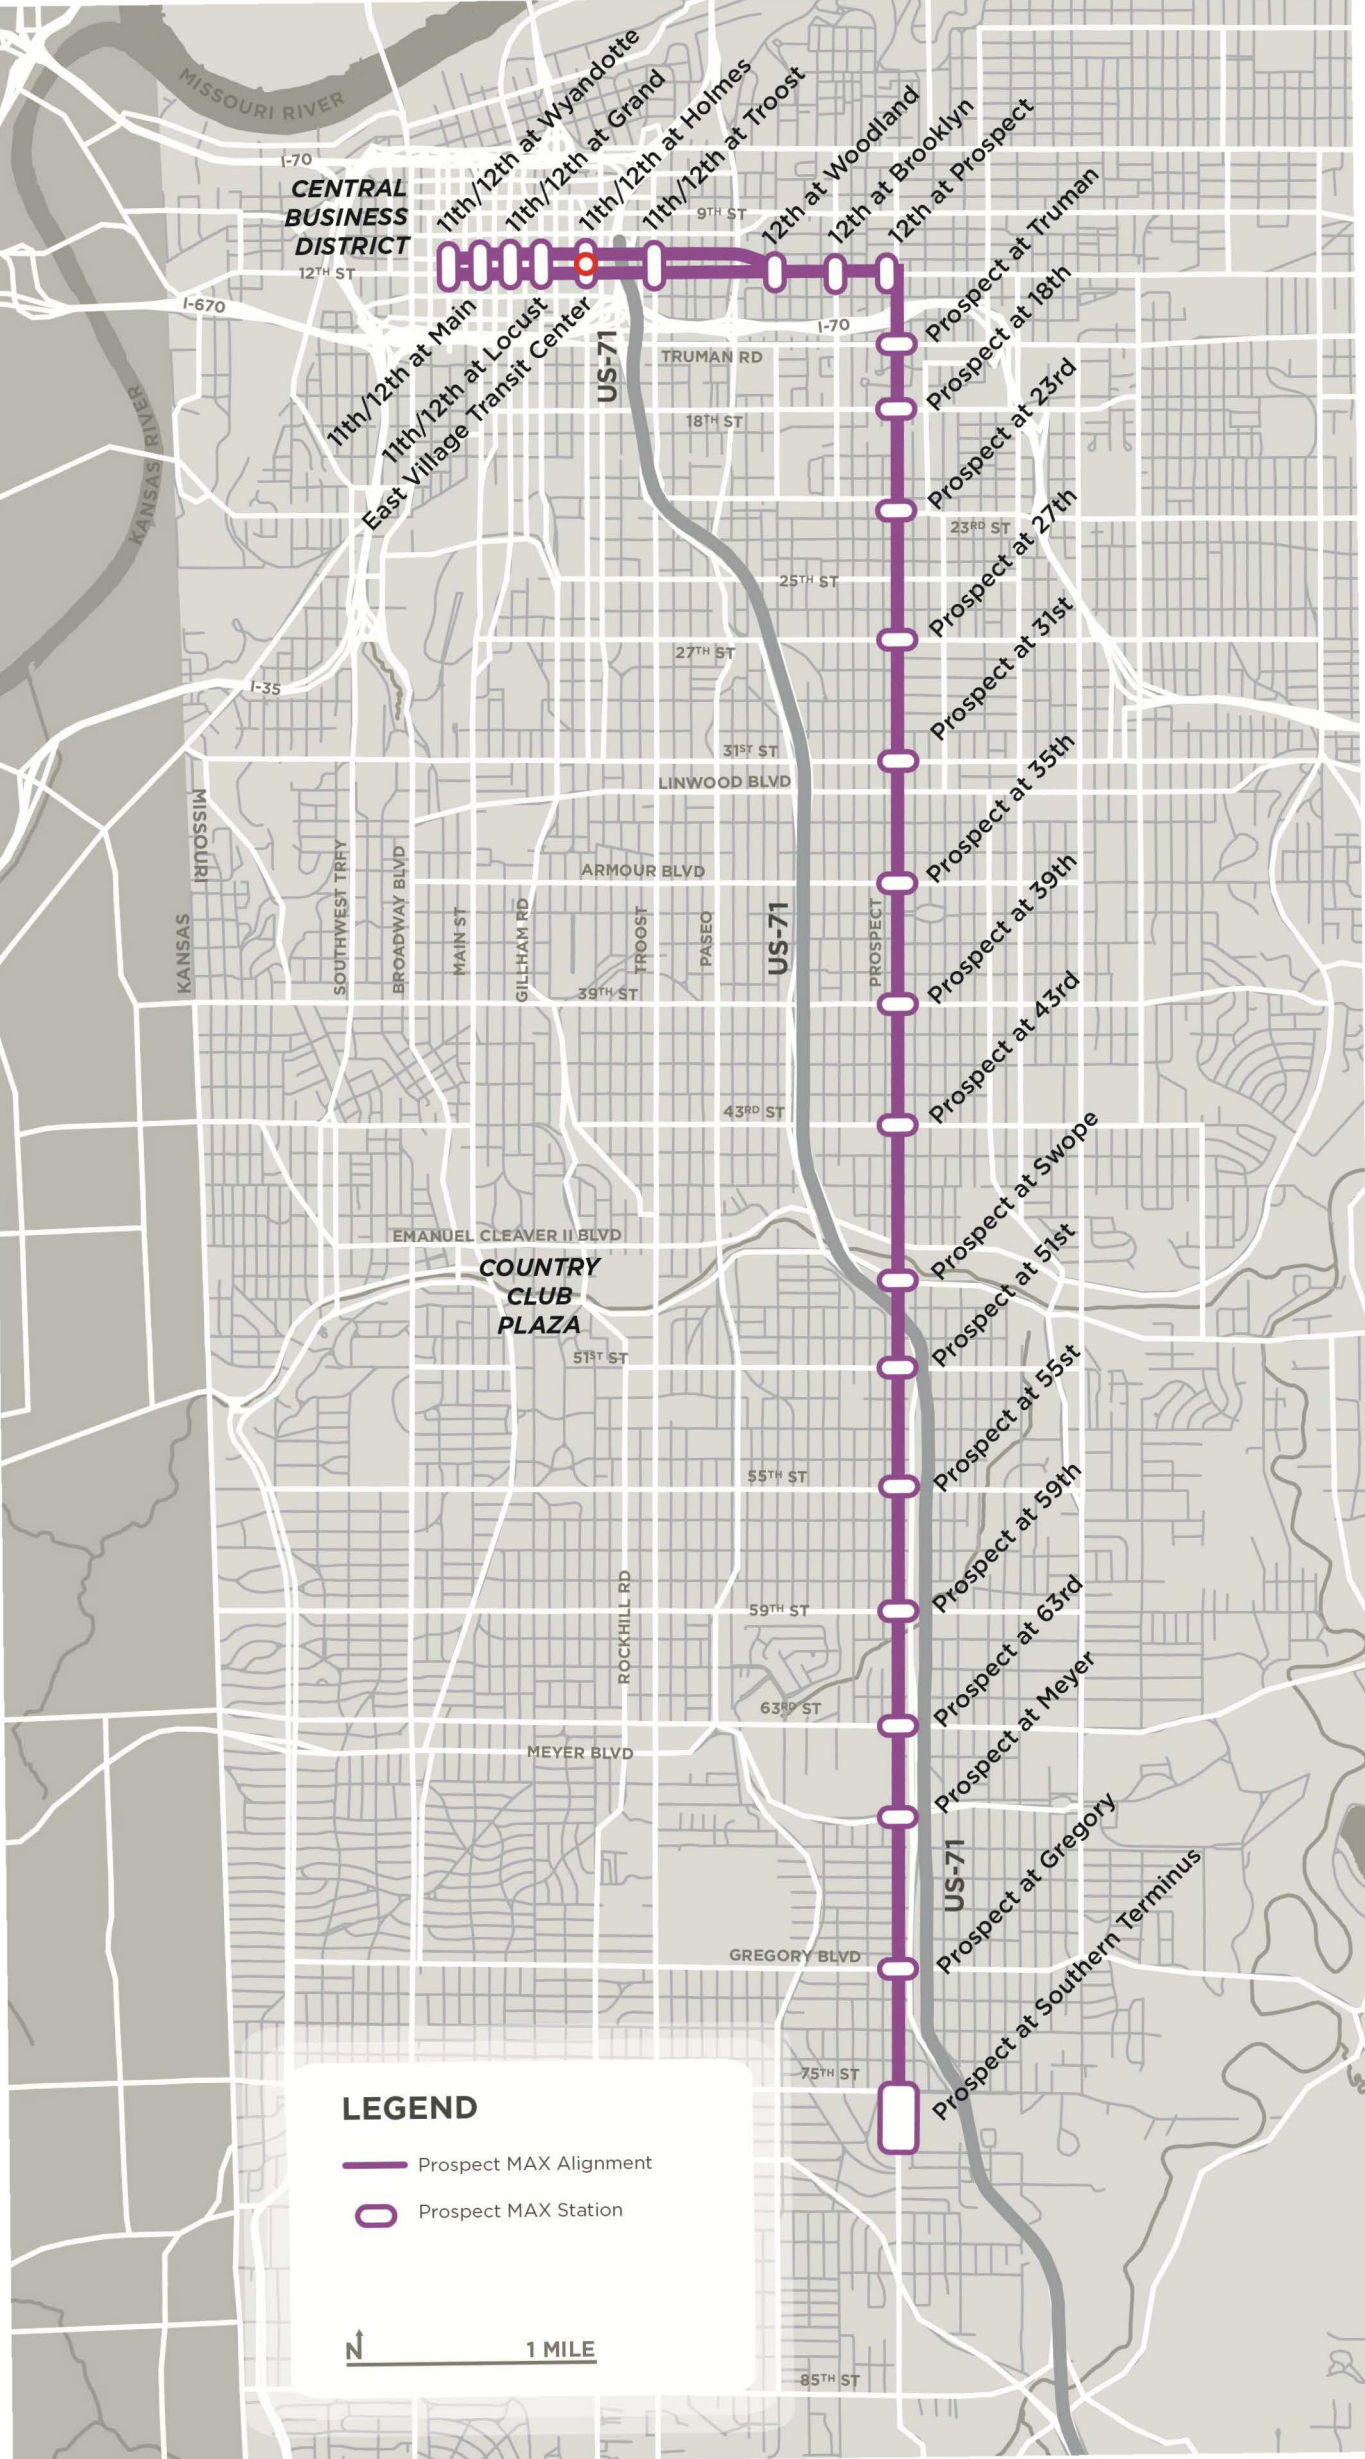 MISSOURI RIVER
I-70
CENTRAL
BUSINESS
DISTRICT
12TH ST
I-670
11th/12th at Wyandotte
11th/12th at Grand
11th/12th at Holmes
11th/12th at Troost
9TH ST
12th at Woodland
12th at Brooklyn
12th at Prospect
11th/12th at Main
11th/12th at Locust
East Village Transit Center
US-71
I-70
TRUMAN RD
18TH ST
Prospect at Truman
Prospect at 18th
Prospect at 23rd
KANSAS RIVER
23RD ST
Prospect at 27th
25TH ST
27TH ST
Prospect at 31st
I-35
31ST ST
LINWOOD BLVD
Prospect at 35th
MISSOURI
KANSAS
SOUTHWEST TRFY
BROADWAY BLVD
MAIN ST
GILLHAM RD
ARMOUR BLVD
TROOST
PASEO
US-71
PROSPECT
39TH ST
Prospect at 39th
Prospect at 43rd
43RD ST
Prospect at Swope
EMANUEL CLEAVER II BLVD
COUNTRY
CLUB
PLAZA
Prospect at 51st
51ST ST
Prospect at 55st
55TH ST
Prospect at 59th
59TH ST
ROCKHILL RD
Prospect at 63rd
63RD ST
MEYER BLVD
Prospect at Meyer
US-71
Prospect at Gregory
GREGORY BLVD
Prospect at Southern Terminus
75TH ST
LEGEND
Prospect MAX Alignment
Prospect MAX Station
N
1 MILE
85TH ST